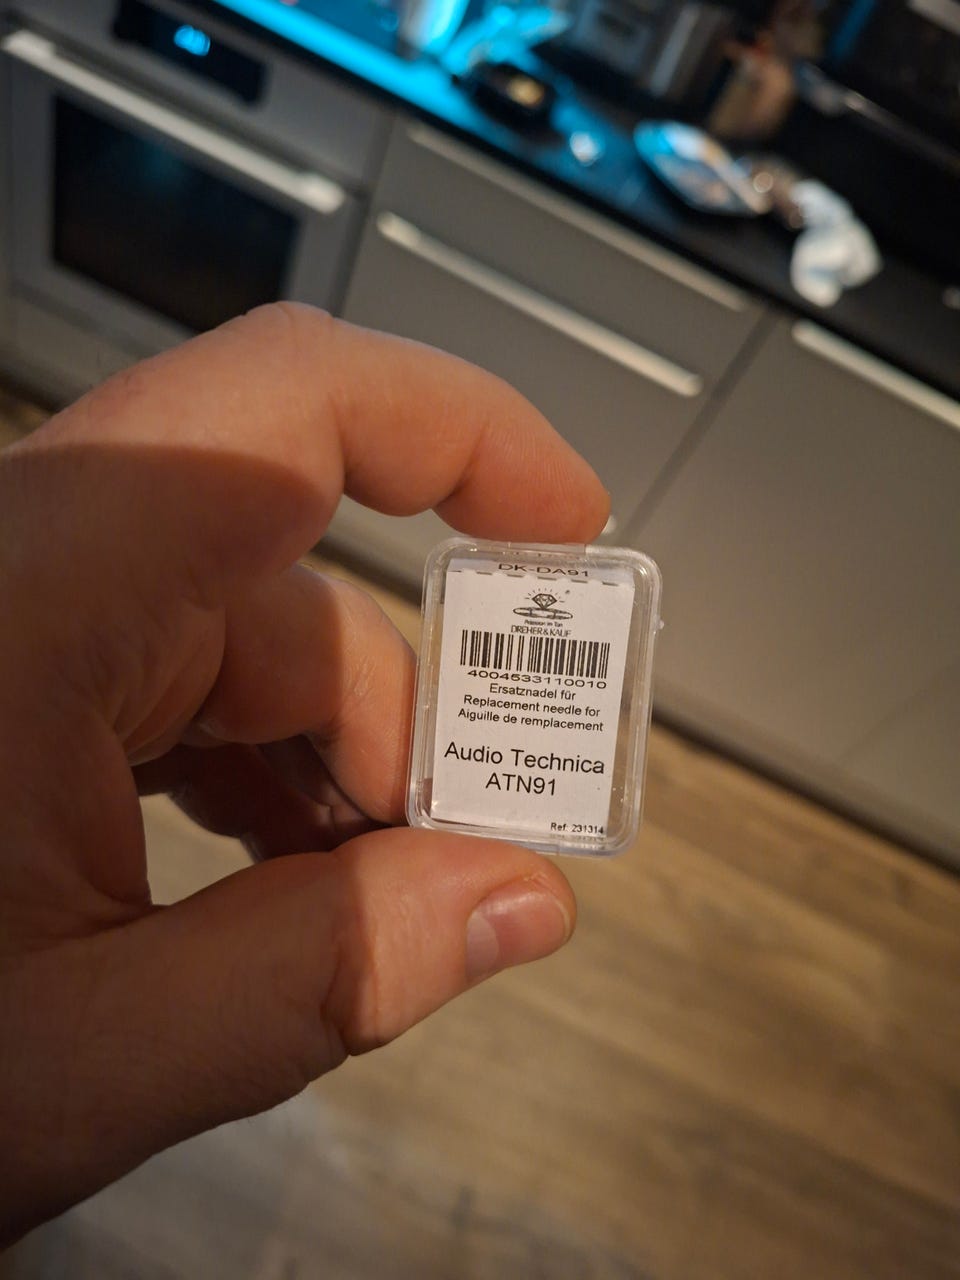 DK-DA91
®
Präzision im Ton
DREHER & KAUF
4004533110010
Ersatznadel für
Replacement needle for
Aiguille de remplacement
Audio Technica
ATN91
Ref: 231314